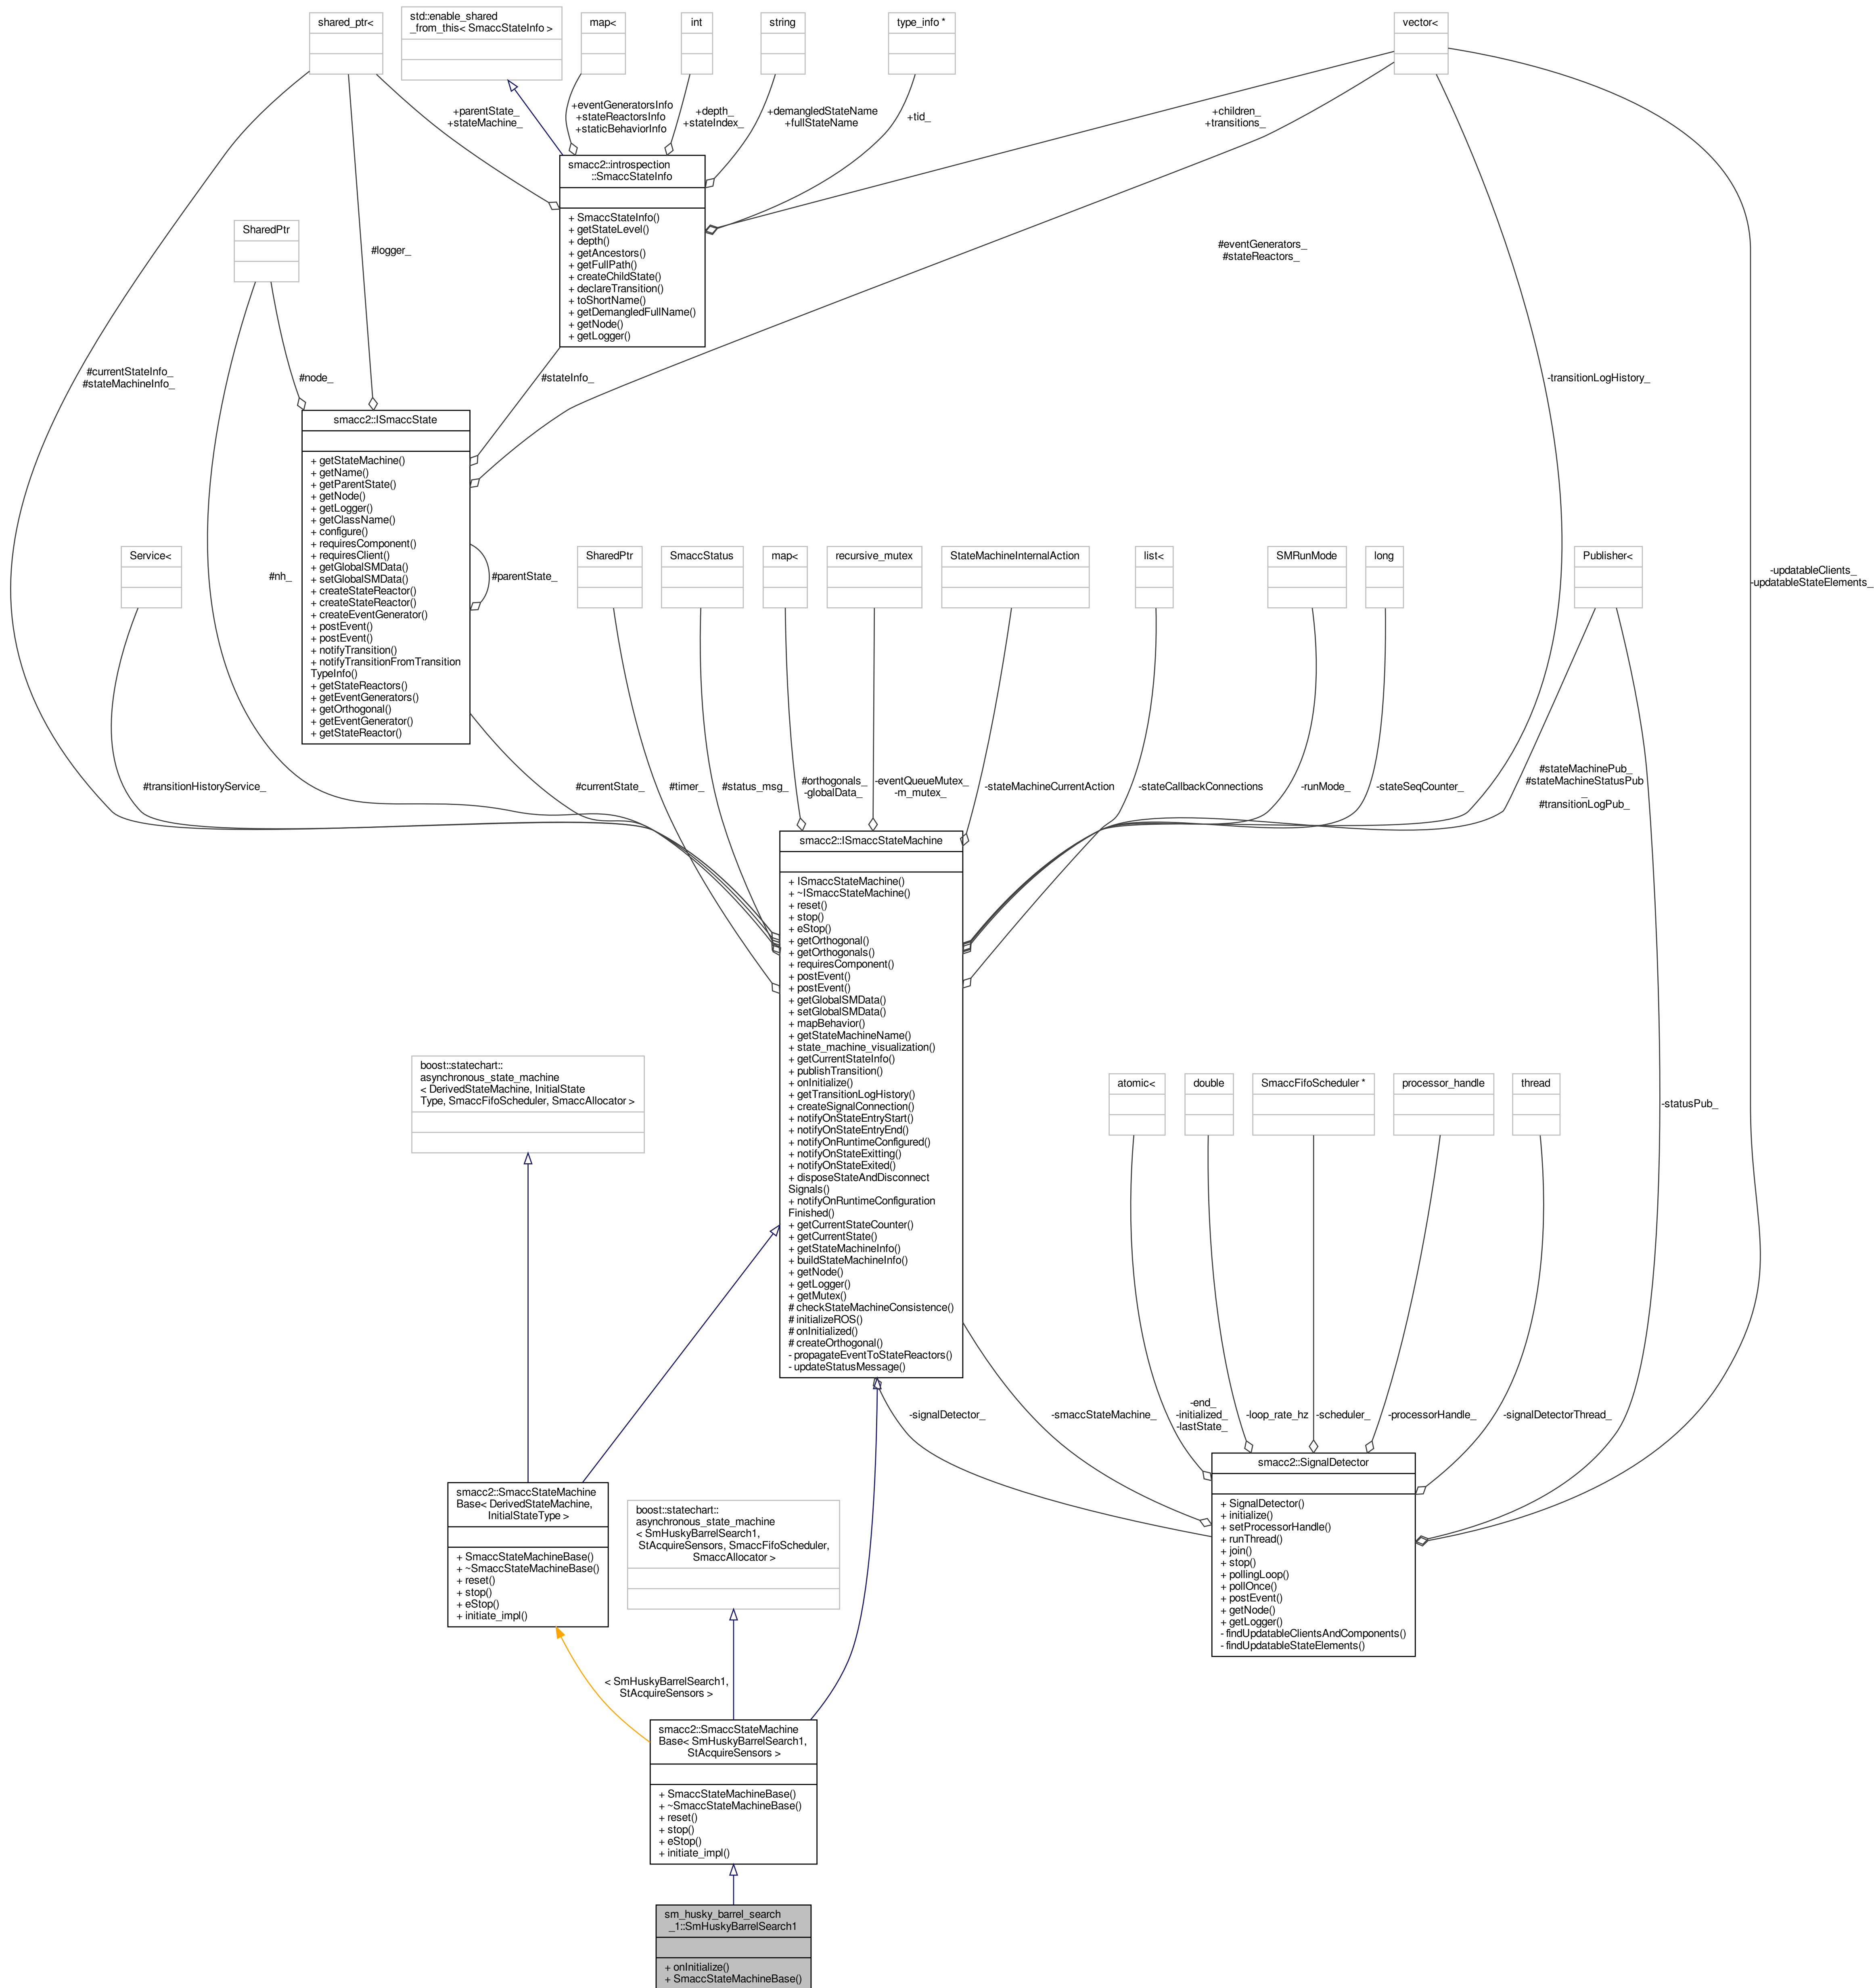 shared_ptr<
std::enable_shared
_from_this< SmaccStateInfo >
map<
int
string
type_info *
vector<
+parentState_
+stateMachine_
+eventGeneratorsInfo
+stateReactorsInfo
+staticBehaviorInfo
+depth_
+stateIndex_
+demangledStateName
+fullStateName
+tid_
+children_
+transitions_
smacc2::introspection
::SmaccStateInfo
+ SmaccStateInfo()
+ getStateLevel()
+ depth()
+ getAncestors()
+ getFullPath()
+ createChildState()
+ declareTransition()
+ toShortName()
+ getDemangledFullName()
+ getNode()
+ getLogger()
SharedPtr
#logger_
#eventGenerators_
#stateReactors_
#currentStateInfo_
#stateMachineInfo_
#node_
#stateInfo_
-transitionLogHistory_
smacc2::ISmaccState
+ getStateMachine()
+ getName()
+ getParentState()
+ getNode()
+ getLogger()
+ getClassName()
+ configure()
+ requiresComponent()
+ requiresClient()
+ getGlobalSMData()
+ setGlobalSMData()
+ createStateReactor()
+ createStateReactor()
+ createEventGenerator()
+ postEvent()
+ postEvent()
+ notifyTransition()
+ notifyTransitionFromTransition
TypeInfo()
+ getStateReactors()
+ getEventGenerators()
+ getOrthogonal()
+ getEventGenerator()
+ getStateReactor()
#parentState_
#nh_
Service<
SharedPtr
SmaccStatus
map<
recursive_mutex
StateMachineInternalAction
list<
SMRunMode
long
Publisher<
-updatableClients_
-updatableStateElements_
#transitionHistoryService_
#currentState_
#timer_
#status_msg_
#orthogonals_
-globalData_
-eventQueueMutex_
-m_mutex_
-stateMachineCurrentAction
-stateCallbackConnections
-runMode_
-stateSeqCounter_
#stateMachinePub_
#stateMachineStatusPub
_
#transitionLogPub_
smacc2::ISmaccStateMachine
+ ISmaccStateMachine()
+ ~ISmaccStateMachine()
+ reset()
+ stop()
+ eStop()
+ getOrthogonal()
+ getOrthogonals()
+ requiresComponent()
+ postEvent()
+ postEvent()
+ getGlobalSMData()
+ setGlobalSMData()
+ mapBehavior()
+ getStateMachineName()
+ state_machine_visualization()
+ getCurrentStateInfo()
+ publishTransition()
+ onInitialize()
+ getTransitionLogHistory()
+ createSignalConnection()
+ notifyOnStateEntryStart()
+ notifyOnStateEntryEnd()
+ notifyOnRuntimeConfigured()
+ notifyOnStateExitting()
+ notifyOnStateExited()
+ disposeStateAndDisconnect
Signals()
+ notifyOnRuntimeConfiguration
Finished()
+ getCurrentStateCounter()
+ getCurrentState()
+ getStateMachineInfo()
+ buildStateMachineInfo()
+ getNode()
+ getLogger()
+ getMutex()
# checkStateMachineConsistence()
# initializeROS()
# onInitialized()
# createOrthogonal()
- propagateEventToStateReactors()
- updateStatusMessage()
boost::statechart::
asynchronous_state_machine
< DerivedStateMachine, InitialState
Type, SmaccFifoScheduler, SmaccAllocator >
atomic<
double
SmaccFifoScheduler *
processor_handle
thread
-statusPub_
-signalDetector_
-smaccStateMachine_
-end_
-initialized_
-lastState_
-loop_rate_hz
-scheduler_
-processorHandle_
-signalDetectorThread_
smacc2::SignalDetector
+ SignalDetector()
+ initialize()
+ setProcessorHandle()
+ runThread()
+ join()
+ stop()
+ pollingLoop()
+ pollOnce()
+ postEvent()
+ getNode()
+ getLogger()
- findUpdatableClientsAndComponents()
- findUpdatableStateElements()
smacc2::SmaccStateMachine
Base< DerivedStateMachine,
InitialStateType >
+ SmaccStateMachineBase()
+ ~SmaccStateMachineBase()
+ reset()
+ stop()
+ eStop()
+ initiate_impl()
boost::statechart::
asynchronous_state_machine
< SmHuskyBarrelSearch1,
StAcquireSensors, SmaccFifoScheduler,
SmaccAllocator >
< SmHuskyBarrelSearch1,
StAcquireSensors >
smacc2::SmaccStateMachine
Base< SmHuskyBarrelSearch1,
StAcquireSensors >
+ SmaccStateMachineBase()
+ ~SmaccStateMachineBase()
+ reset()
+ stop()
+ eStop()
+ initiate_impl()
sm_husky_barrel_search
_1::SmHuskyBarrelSearch1
+ onInitialize()
+ SmaccStateMachineBase()